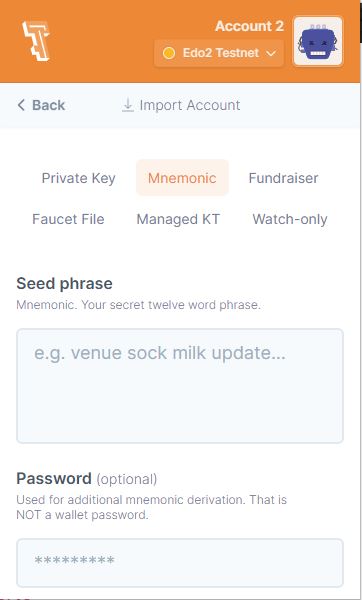 Account 2
Edo2 Testnet
Back
Import Account
Private Key Mnemonic Fundraiser
Faucet File Managed KT Watch-only
Seed phrase
Mnemonic. Your secret twelve word phrase.
e.g. venue sock milk update...
Password (optional)
Used for additional mnemonic derivation. That is
NOT a wallet password.
*********